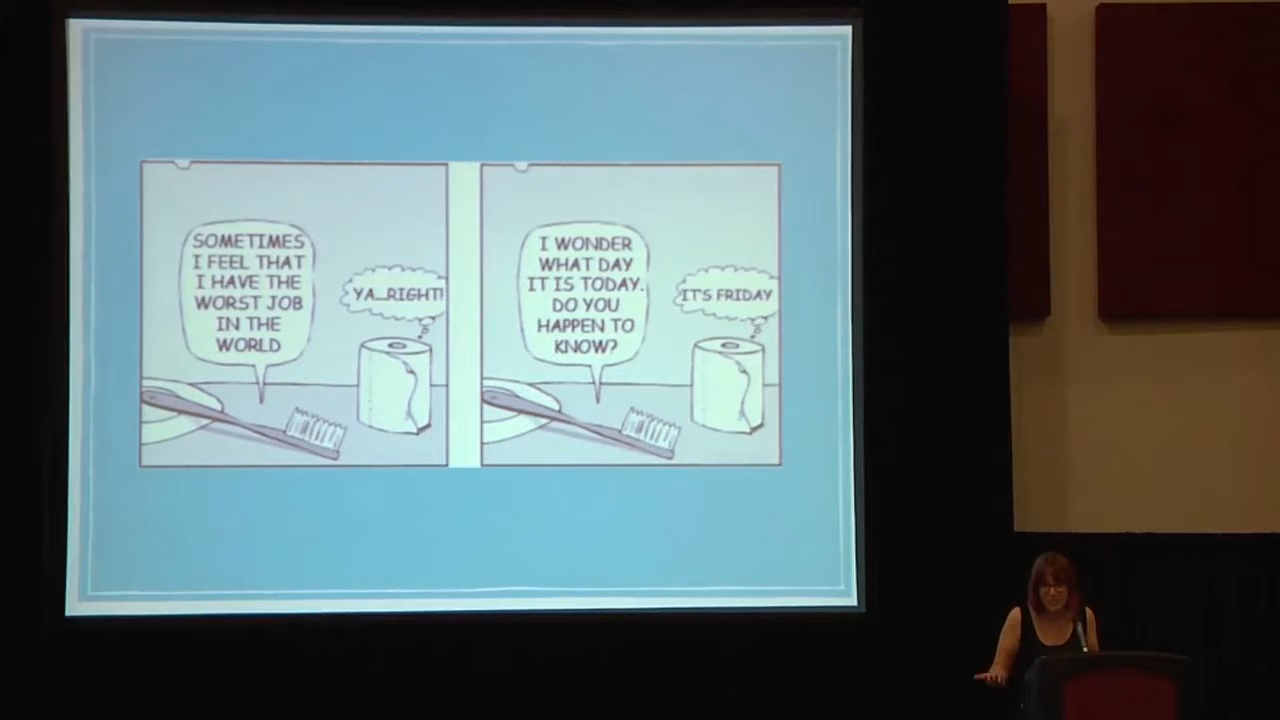 SOMETIMES
I FEEL THAT
I HAVE THE
WORST JOB
IN THE
WORLD
YA...RIGHT!
I WONDER
WHAT DAY
IT IS TODAY.
DO YOU
HAPPEN TO
KNOW?
IT'S FRIDAY